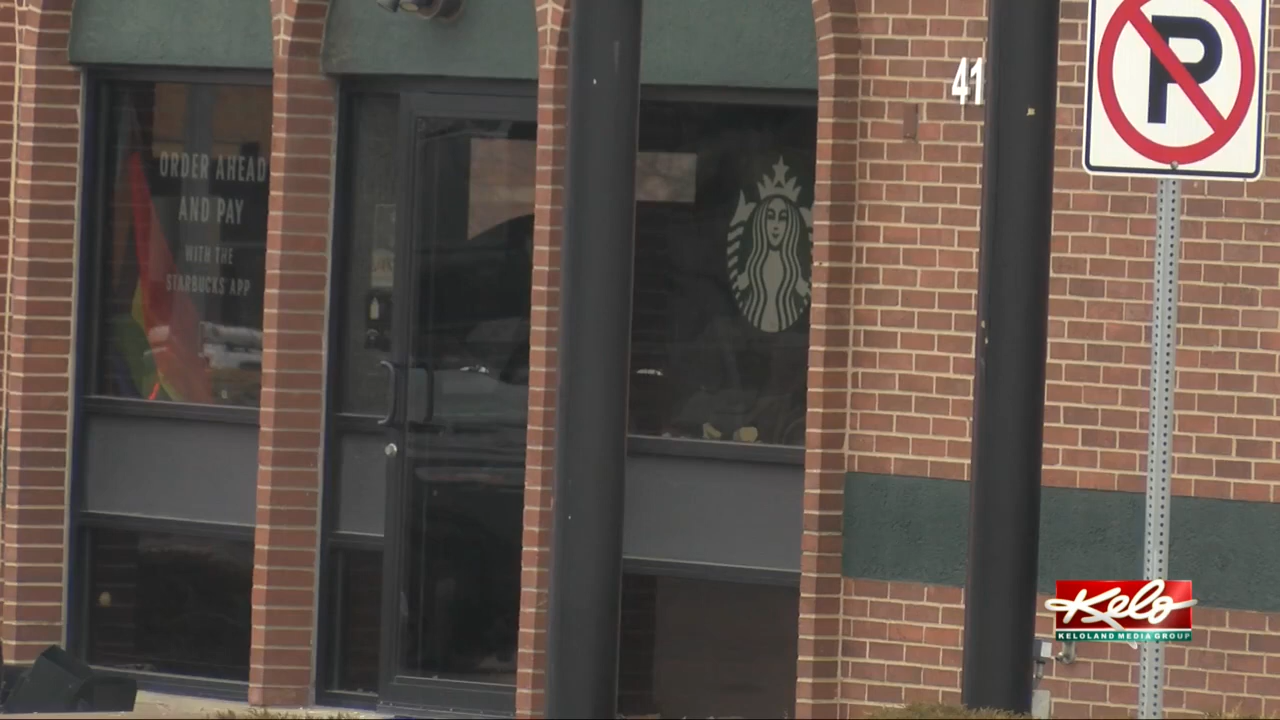 ORDER AHEAD
AND PAY
WITH THE
STARBUCKS APP
41
P
Kelo
KELOLAND MEDIA GROUP